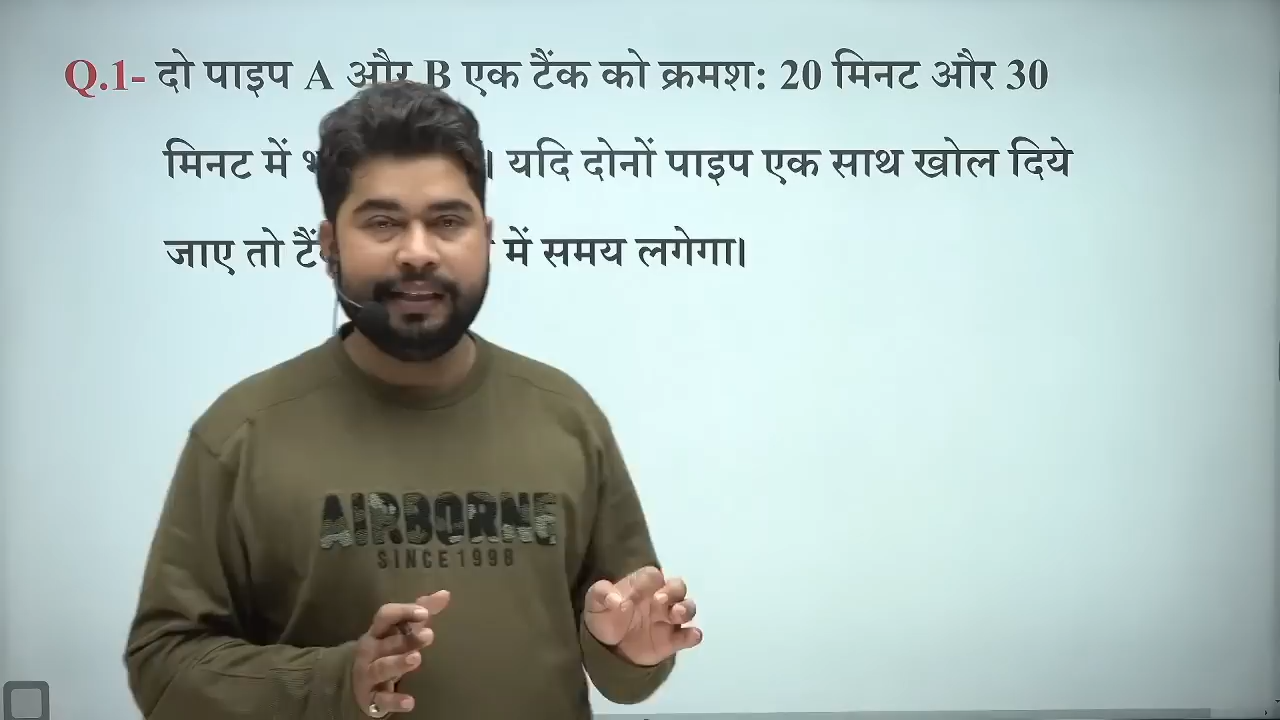 Q.1- दो पाइप A और B एक टैंक को क्रमश: 20 मिनट और 30
मिनट में । यदि दोनों पाइप एक साथ खोल दिये
जाए तो में समय लगेगा।
AIRBORNE
SINCE 1998